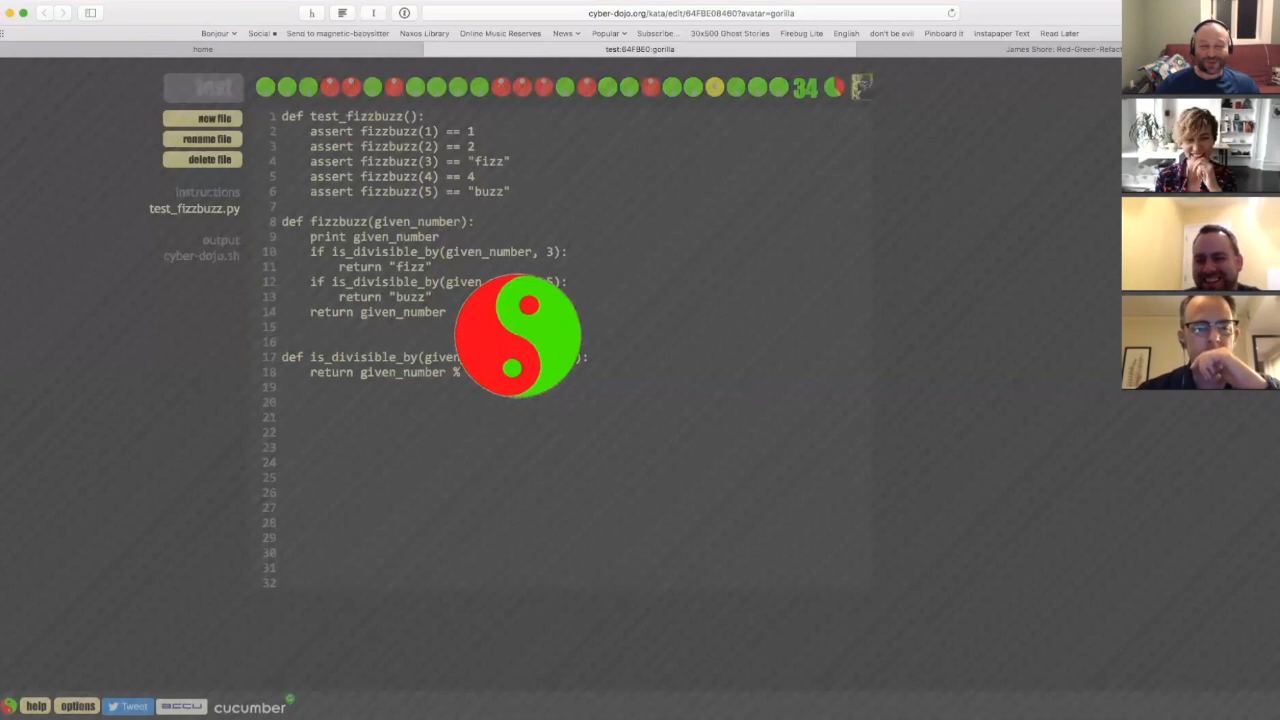 cyber-dojo.org/kata/edit/64FBE08460?avatar=gorilla
Bonjour Social Send to magnetic-babysitter Naxos Library Online Music Reserves News Popular Subscribe... 30x500 Ghost Stories Firebug Lite English don't be evil Pinboard it Instapaper Text Read Later
home test:64FBE0:gorilla James Shore: Red-Green-Refact
test 34
new file
rename file
delete file
instructions
test_fizzbuzz.py
output
cyber-dojo.sh
1 def test_fizzbuzz():
2 assert fizzbuzz(1) == 1
3 assert fizzbuzz(2) == 2
4 assert fizzbuzz(3) == "fizz"
5 assert fizzbuzz(4) == 4
6 assert fizzbuzz(5) == "buzz"
7
8 def fizzbuzz(given_number):
9 print given_number
10 if is_divisible_by(given_number, 3):
11 return "fizz"
12 if is_divisible_by(given_ 5):
13 return "buzz"
14 return given_number
15
16
17 def is_divisible_by(given ):
18 return given_number %
19
20
21
22
23
24
25
26
27
28
29
30
31
32
help options Tweet accu cucumber